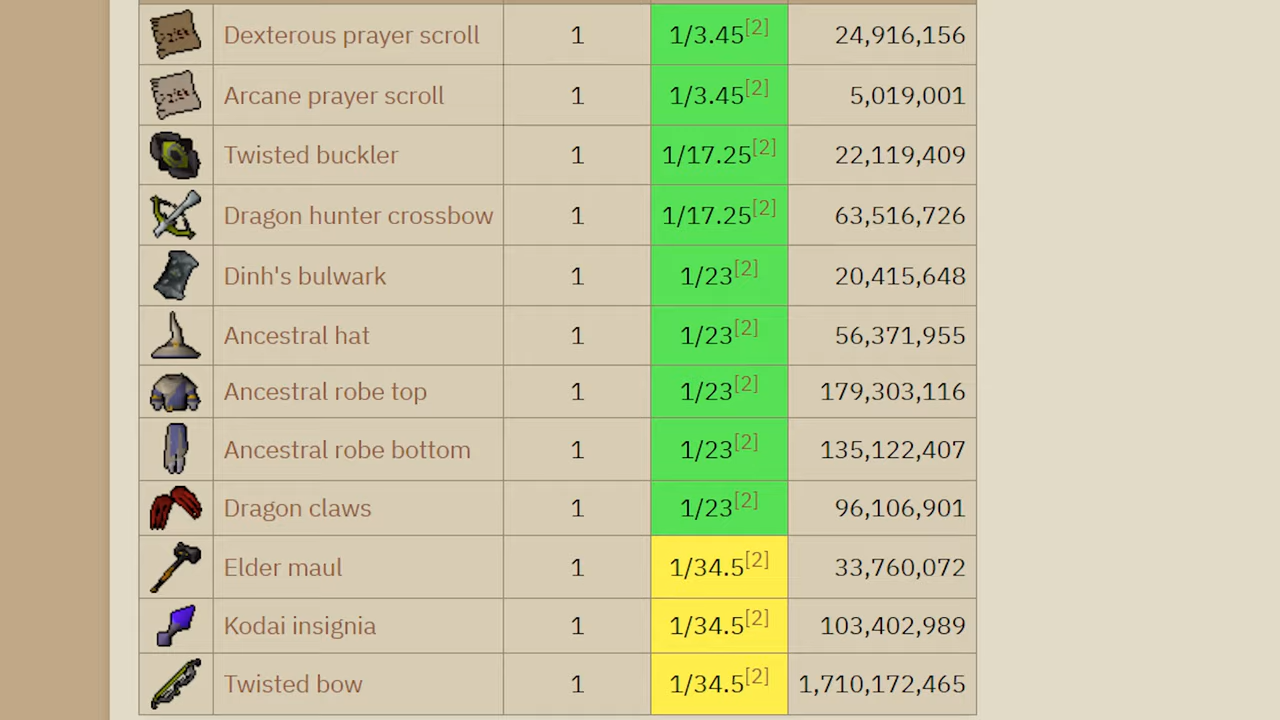 Dexterous prayer scroll 1 1/3.45[2] 24,916,156
Arcane prayer scroll 1 1/3.45[2] 5,019,001
Twisted buckler 1 1/17.25[2] 22,119,409
Dragon hunter crossbow 1 1/17.25[2] 63,516,726
Dinh's bulwark 1 1/23[2] 20,415,648
Ancestral hat 1 1/23[2] 56,371,955
Ancestral robe top 1 1/23[2] 179,303,116
Ancestral robe bottom 1 1/23[2] 135,122,407
Dragon claws 1 1/23[2] 96,106,901
Elder maul 1 1/34.5[2] 33,760,072
Kodai insignia 1 1/34.5[2] 103,402,989
Twisted bow 1 1/34.5[2] 1,710,172,465